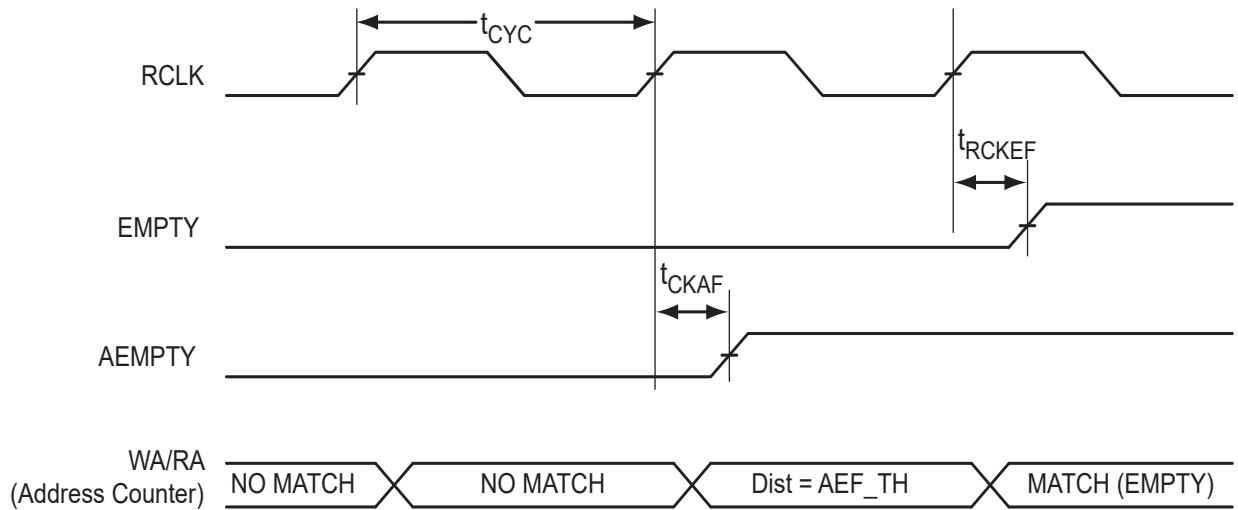 tCYC
RCLK
tRCKEF
EMPTY
tCKAF
AEMPTY
WA/RA
(Address Counter)
NO MATCH
NO MATCH
Dist = AEF_TH
MATCH (EMPTY)